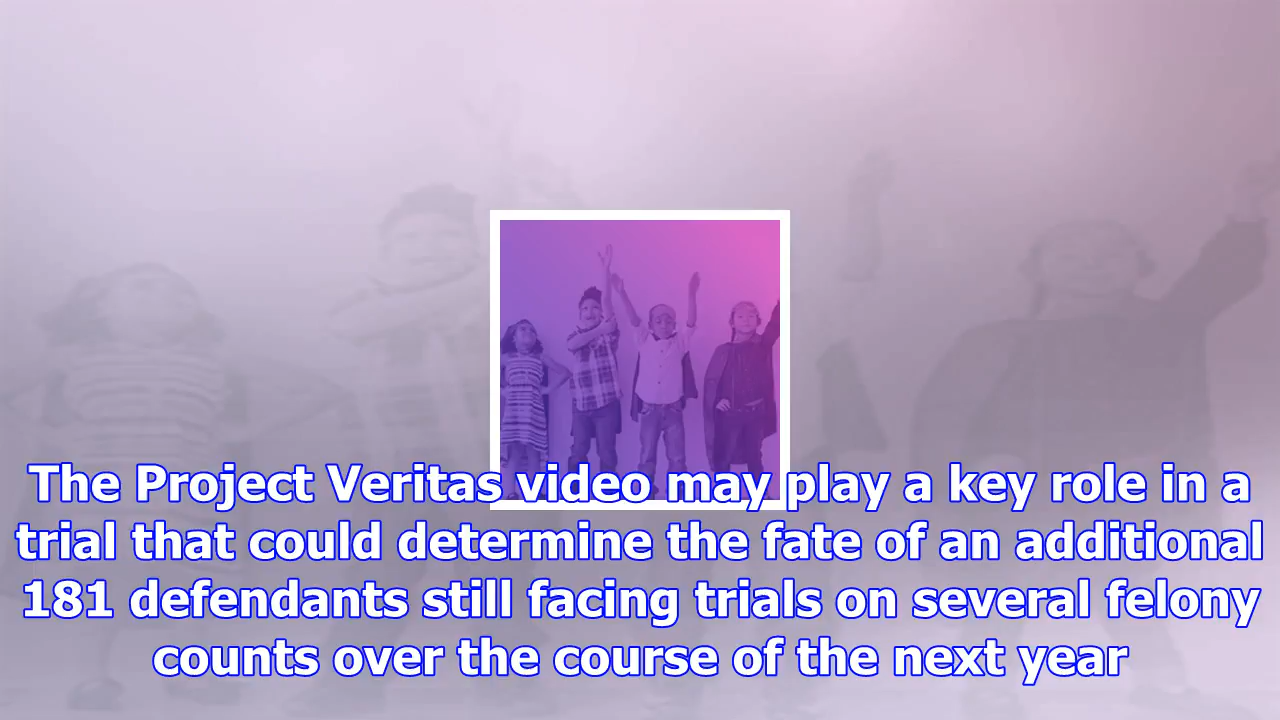 The Project Veritas video may play a key role in a
trial that could determine the fate of an additional
181 defendants still facing trials on several felony
counts over the course of the next year